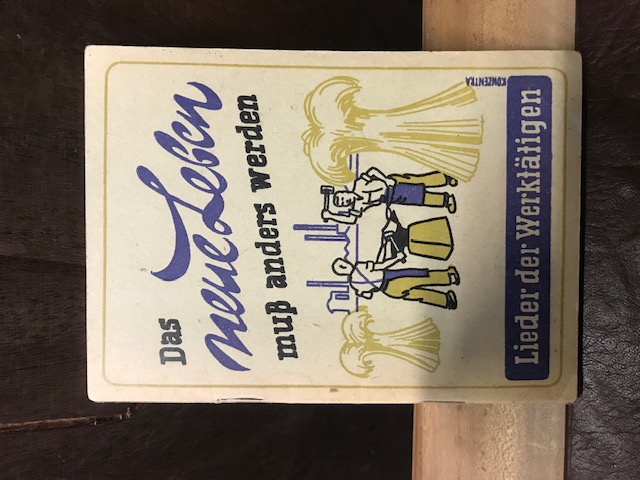 Das
neue Leben
muß anders werden
KONZENTRA
Lieder der Werktätigen